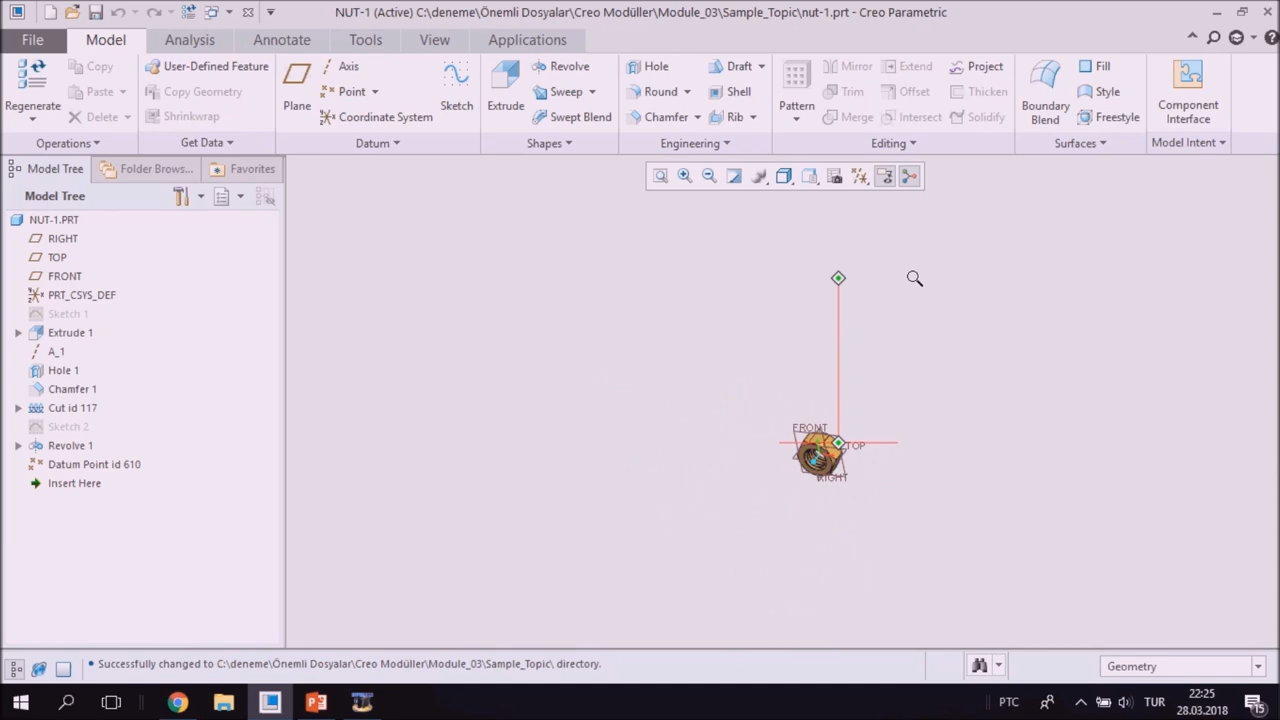 NUT-1 (Active) C:\deneme\Önemli Dosyalar\Creo Modüller\Module_03\Sample_Topic\nut-1.prt - Creo Parametric
File Model Analysis Annotate Tools View Applications
Regenerate
Copy
Paste
Delete
Operations
User-Defined Feature
Copy Geometry
Shrinkwrap
Get Data
Plane
Axis
Point
Coordinate System
Sketch
Datum
Extrude
Revolve
Sweep
Swept Blend
Shapes
Hole
Round
Chamfer
Draft
Shell
Rib
Engineering
Pattern
Mirror
Trim
Merge
Extend
Offset
Intersect
Project
Thicken
Solidify
Editing
Boundary
Blend
Fill
Style
Freestyle
Surfaces
Component
Interface
Model Intent
Model Tree Folder Brows... Favorites
Model Tree
NUT-1.PRT
RIGHT
TOP
FRONT
PRT_CSYS_DEF
Sketch 1
Extrude 1
A_1
Hole 1
Chamfer 1
Cut id 117
Sketch 2
Revolve 1
Datum Point id 610
Insert Here
FRONT
TOP
RIGHT
• Successfully changed to C:\deneme\Önemli Dosyalar\Creo Modüller\Module_03\Sample_Topic\ directory.
Geometry
PTC
TUR
22:25
28.03.2018
15